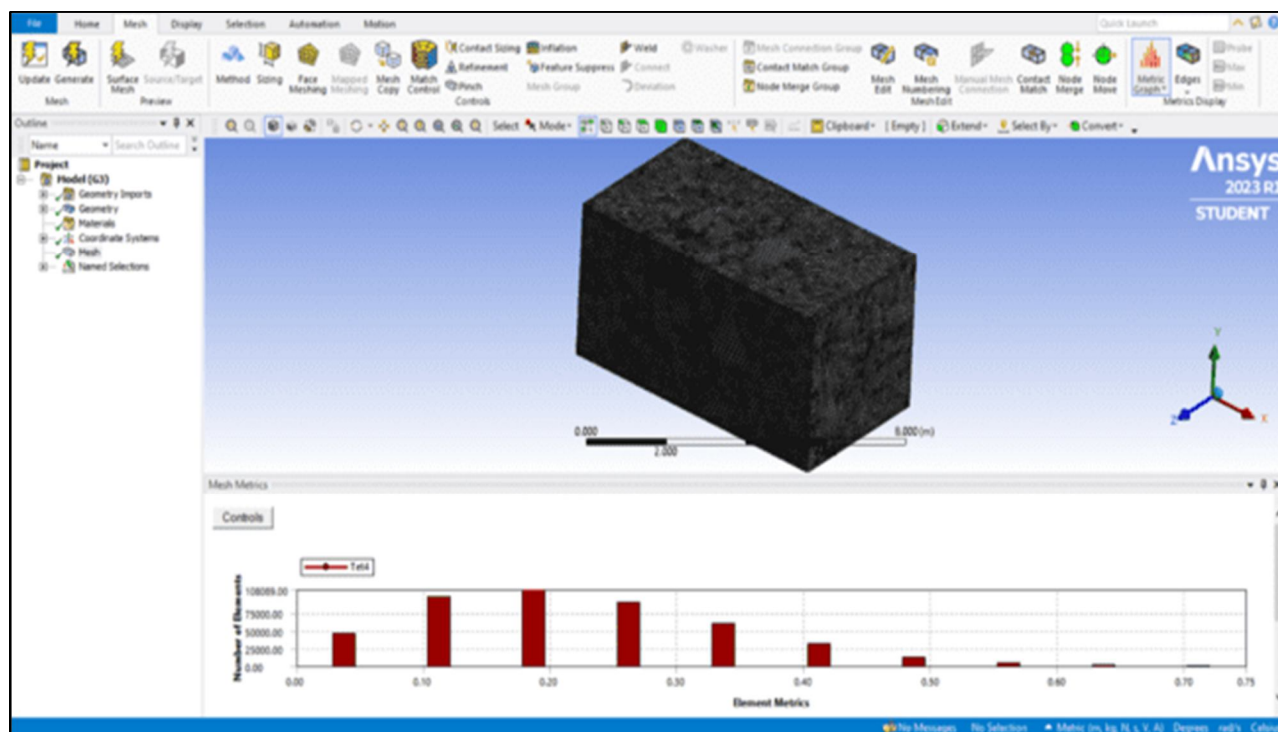 File Home Mesh Display Selection Automation Motion Quick Launch
Update Generate Surface Mesh Source/Target Method Sizing Face Meshing Mapped Meshing Mesh Copy Match Control
Contact Sizing Inflation Weld Washer
Refinement Feature Suppress Connect
Pinch Mesh Group Deviation
Mesh Connection Group
Contact Match Group
Node Merge Group
Mesh Edit Mesh Numbering Manual Mesh Connection Contact Match Node Merge Node Move Metric Graph Edges
Probe
Max
Min
Mesh Preview Controls Mesh Edit Metrics Display
Outline
Name Search Outline
Select Mode Clipboard [ Empty ] Extend Select By Convert
Project
Model (G3)
Geometry Imports
Geometry
Materials
Coordinate Systems
Mesh
Named Selections
Ansys
2023 R1
STUDENT
Y
Z X
0.000 8.000 (m)
2.000
Mesh Metrics
Controls
Tet4
Number of Elements
108089.00
75000.00
50000.00
25000.00
0.00
0.00 0.10 0.20 0.30 0.40 0.50 0.60 0.70 0.75
Element Metrics
No Messages No Selection Metric (m, kg, N, s, V, A) Degrees rad/s